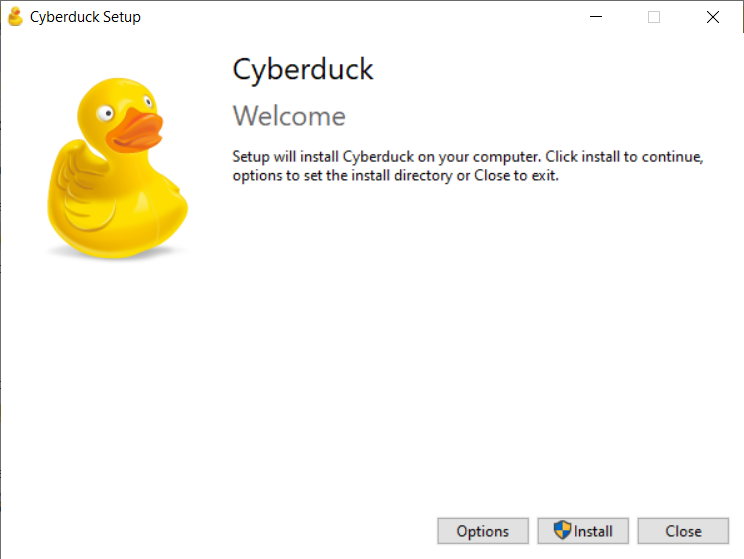 Cyberduck Setup
Cyberduck
Welcome
Setup will install Cyberduck on your computer. Click install to continue,
options to set the install directory or Close to exit.
Options Install Close